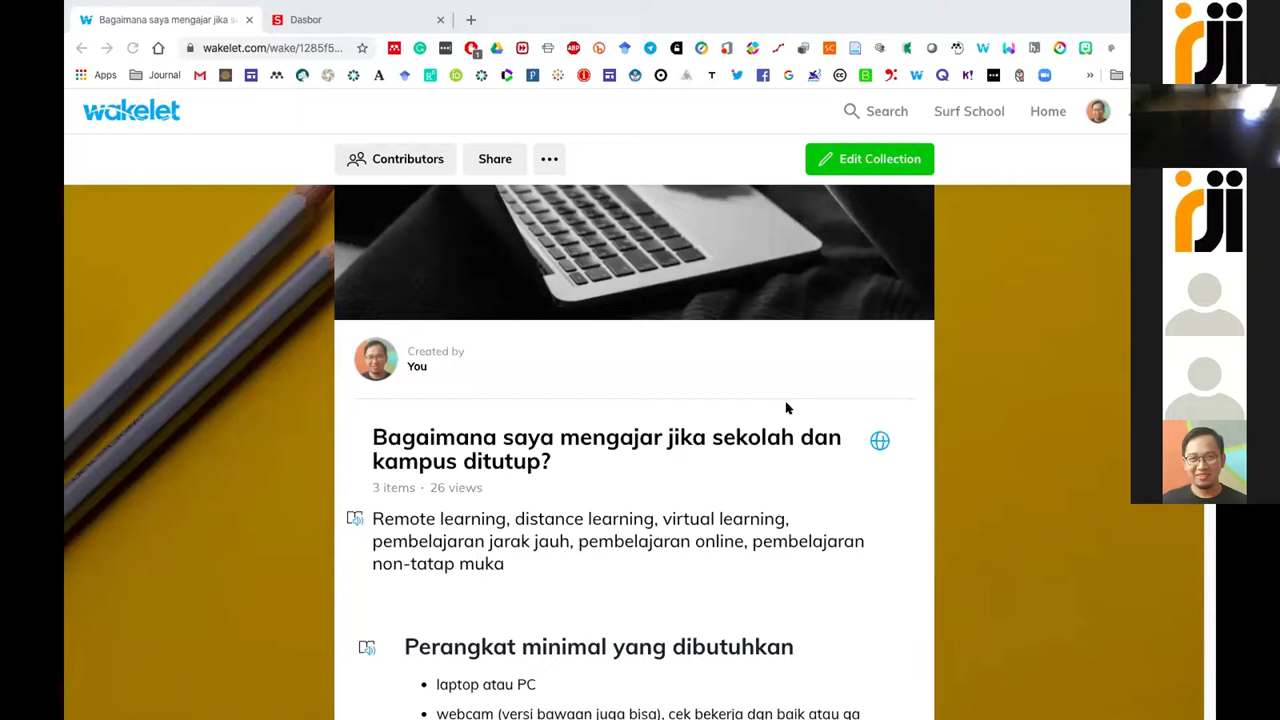 Bagaimana saya mengajar jika s
Dasbor
wakelet.com/wake/1285f5...
Apps
Journal
wakelet
Search
Surf School
Home
Contributors
Share
Edit Collection
Created by
You
Bagaimana saya mengajar jika sekolah dan
kampus ditutup?
3 items · 26 views
Remote learning, distance learning, virtual learning,
pembelajaran jarak jauh, pembelajaran online, pembelajaran
non-tatap muka
Perangkat minimal yang dibutuhkan
• laptop atau PC
• webcam (versi bawaan juga bisa), cek bekerja dgn baik atau ga